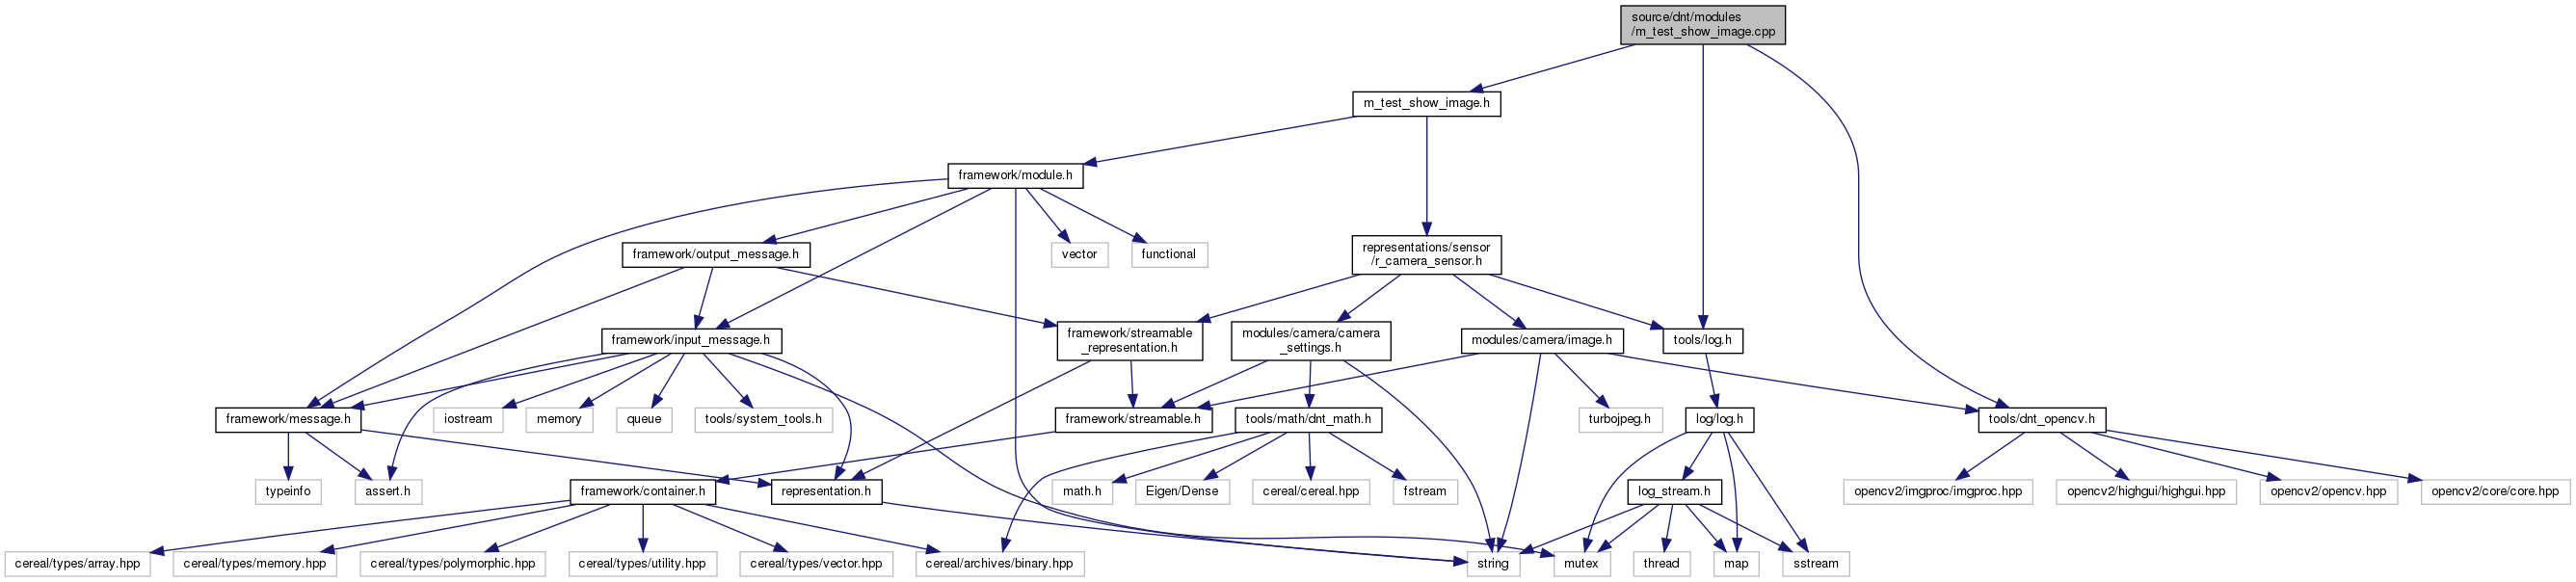 source/dnt/modules
/m_test_show_image.cpp
m_test_show_image.h
framework/module.h
framework/output_message.h
vector
functional
representations/sensor
/r_camera_sensor.h
framework/input_message.h
framework/streamable
_representation.h
modules/camera/camera
_settings.h
modules/camera/image.h
tools/log.h
framework/message.h
iostream
memory
queue
tools/system_tools.h
framework/streamable.h
tools/math/dnt_math.h
turbojpeg.h
log/log.h
tools/dnt_opencv.h
typeinfo
assert.h
framework/container.h
representation.h
math.h
Eigen/Dense
cereal/cereal.hpp
fstream
log_stream.h
opencv2/imgproc/imgproc.hpp
opencv2/highgui/highgui.hpp
opencv2/opencv.hpp
opencv2/core/core.hpp
cereal/types/array.hpp
cereal/types/memory.hpp
cereal/types/polymorphic.hpp
cereal/types/utility.hpp
cereal/types/vector.hpp
cereal/archives/binary.hpp
string
mutex
thread
map
sstream